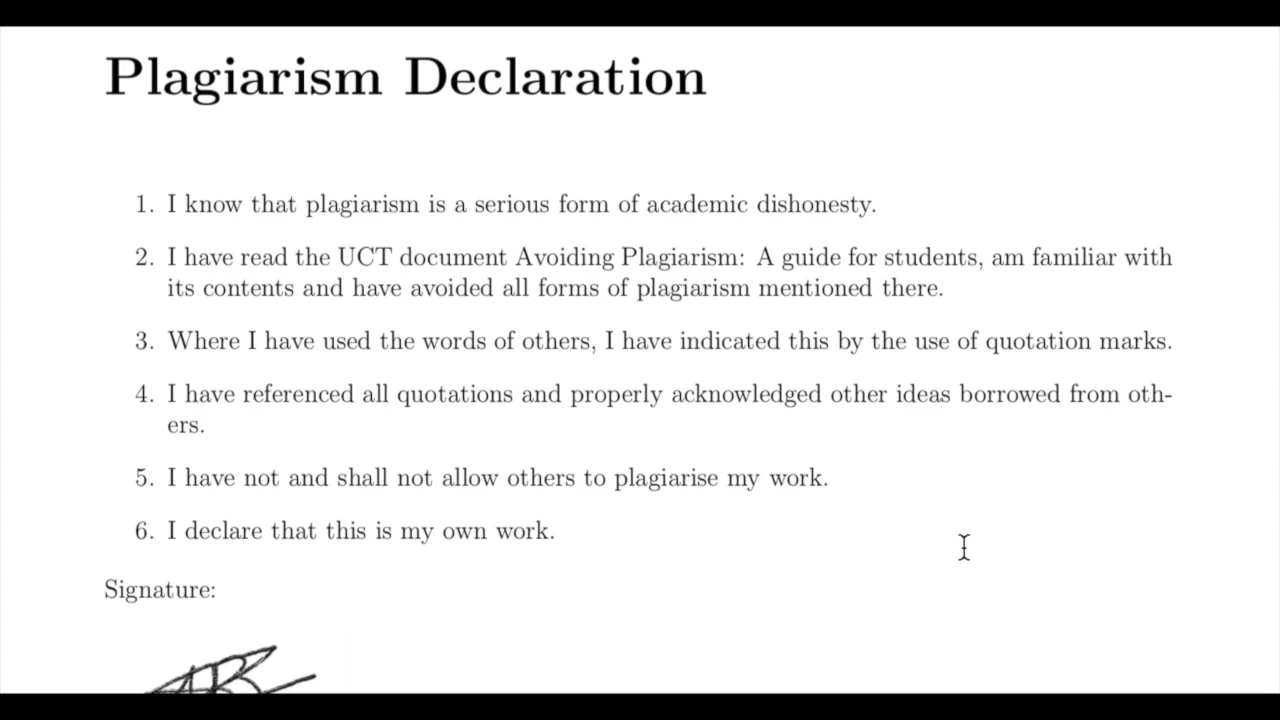 Plagiarism Declaration
1. I know that plagiarism is a serious form of academic dishonesty.
2. I have read the UCT document Avoiding Plagiarism: A guide for students, am familiar with
its contents and have avoided all forms of plagiarism mentioned there.
3. Where I have used the words of others, I have indicated this by the use of quotation marks.
4. I have referenced all quotations and properly acknowledged other ideas borrowed from oth-
ers.
5. I have not and shall not allow others to plagiarise my work.
6. I declare that this is my own work.
Signature: